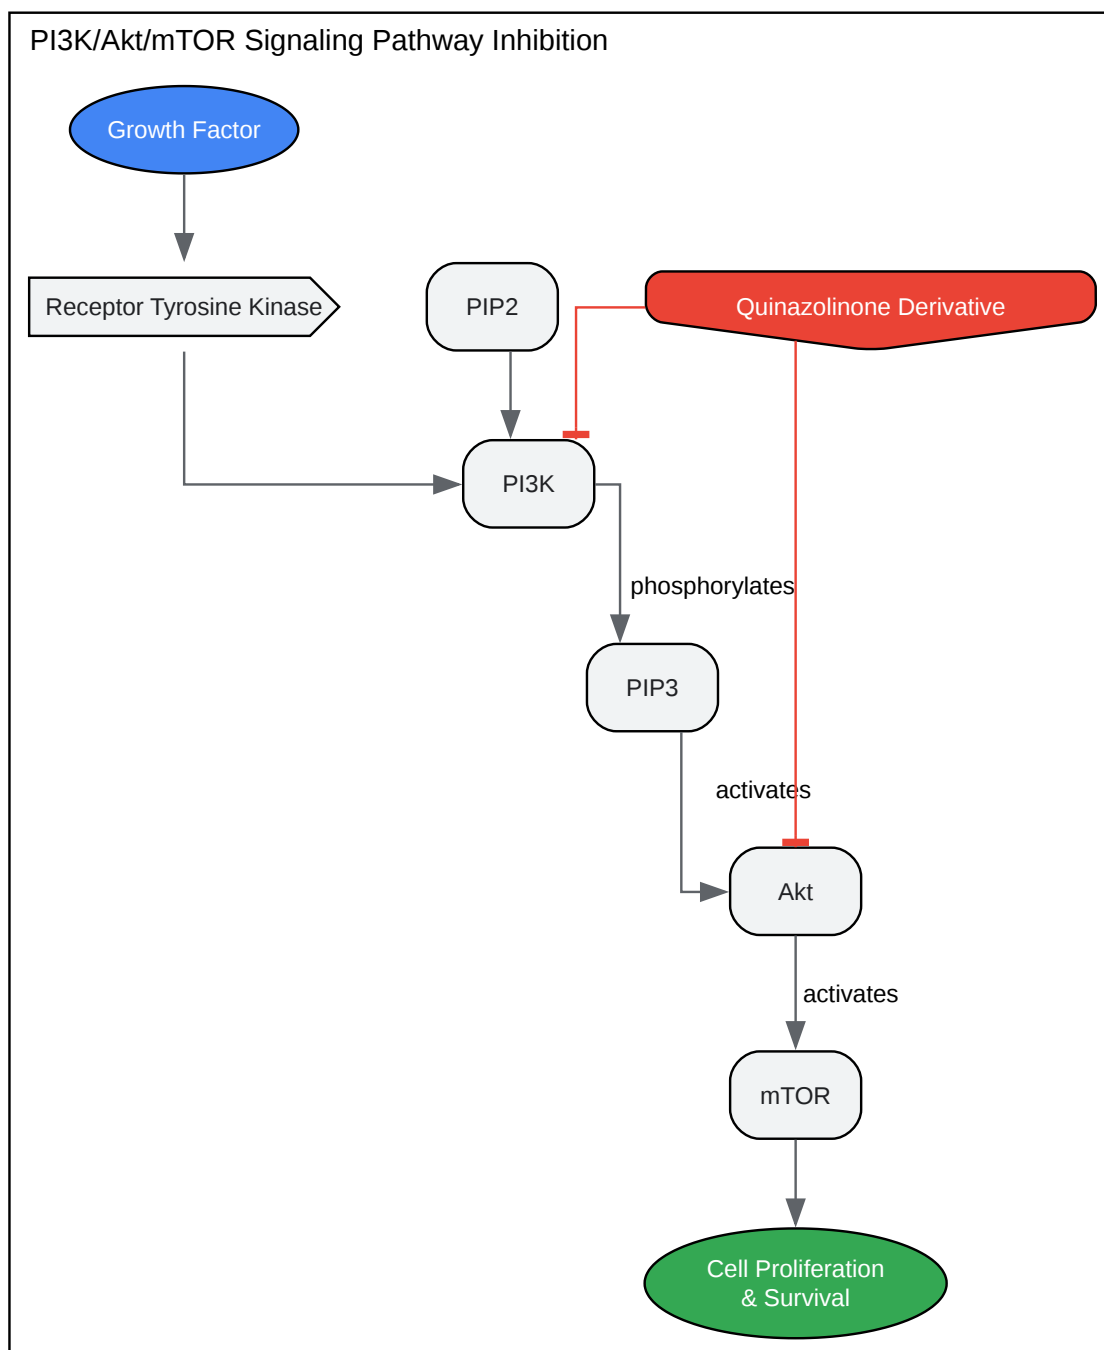 PI3K/Akt/mTOR Signaling Pathway Inhibition
Growth Factor
Receptor Tyrosine Kinase
PIP2
Quinazolinone Derivative
PI3K
phosphorylates
PIP3
activates
Akt
activates
mTOR
Cell Proliferation
& Survival